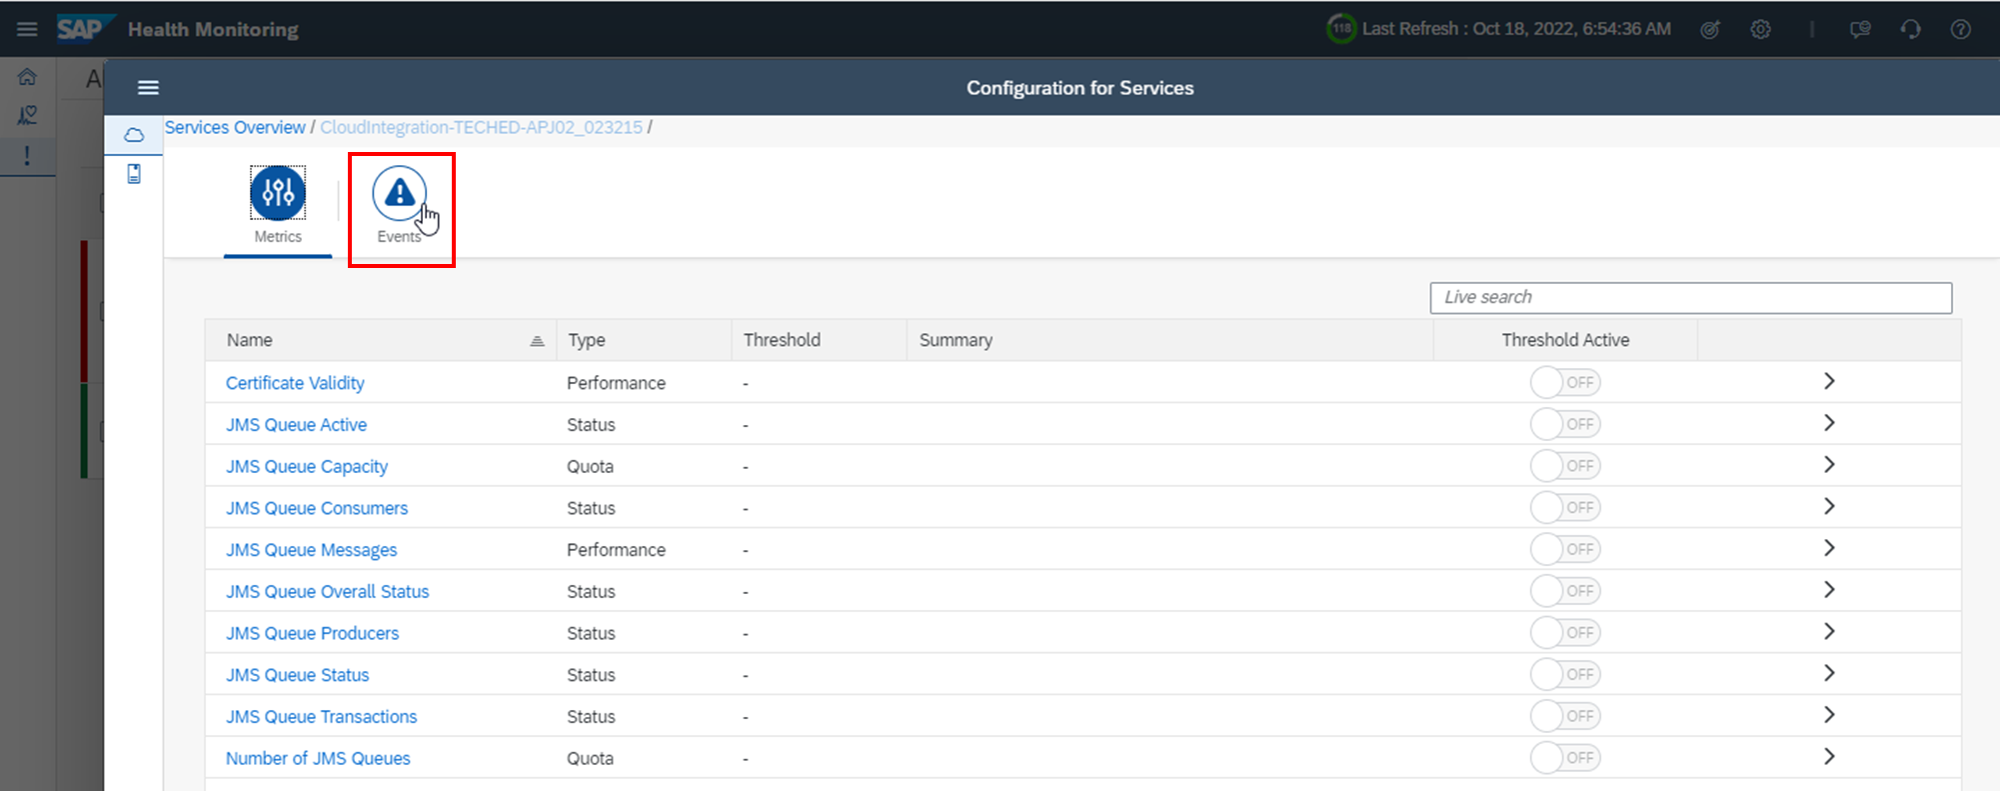 SAP Health Monitoring 118 Last Refresh : Oct 18, 2022, 6:54:36 AM
A
Configuration for Services
Services Overview / CloudIntegration-TECHED-APJ02_023215 /
Metrics Events
Live search
Name Type Threshold Summary Threshold Active
Certificate Validity Performance - OFF
JMS Queue Active Status - OFF
JMS Queue Capacity Quota - OFF
JMS Queue Consumers Status - OFF
JMS Queue Messages Performance - OFF
JMS Queue Overall Status Status - OFF
JMS Queue Producers Status - OFF
JMS Queue Status Status - OFF
JMS Queue Transactions Status - OFF
Number of JMS Queues Quota - OFF